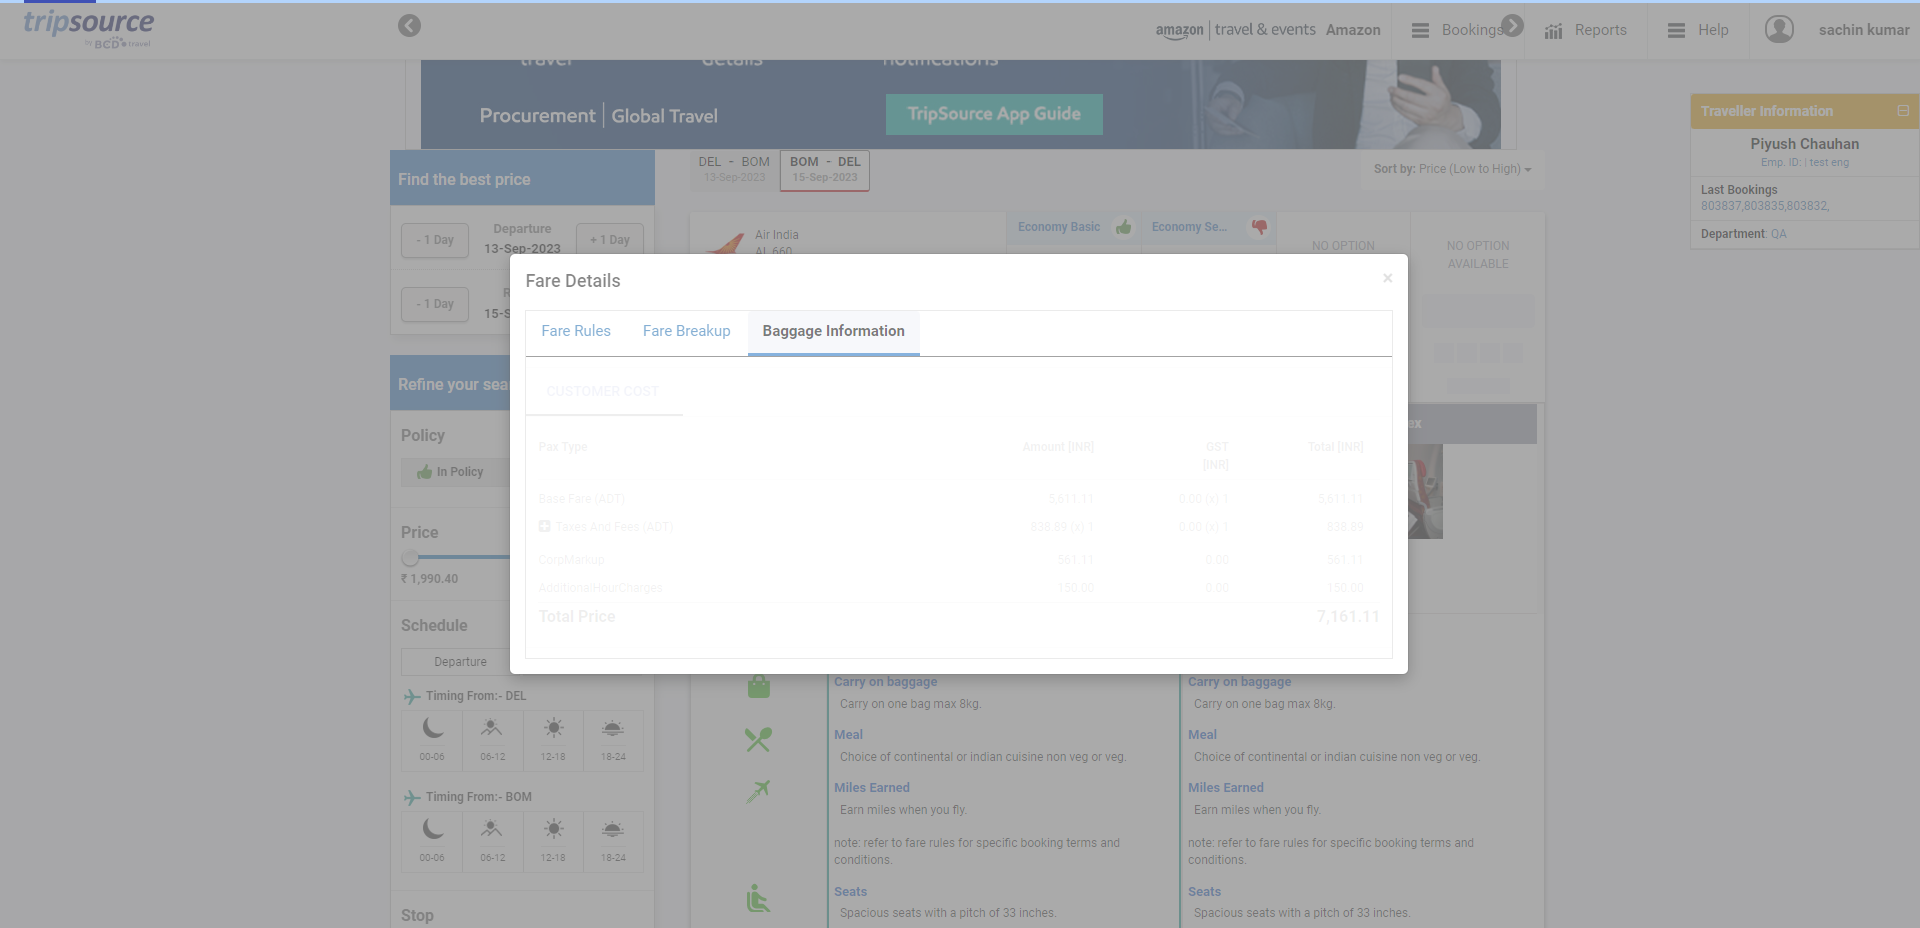 tripsource
by BCD travel
amazon | travel & events Amazon
Bookings
Reports
Help
sachin kumar
travel details notifications
Procurement | Global Travel
TripSource App Guide
Find the best price
- 1 Day
Departure
13-Sep-2023
+ 1 Day
- 1 Day
15-S
Refine your sea
Policy
In Policy
Price
₹ 1,990.40
Schedule
Departure
Timing From:- DEL
00-06 06-12 12-18 18-24
Timing From:- BOM
00-06 06-12 12-18 18-24
Stop
DEL - BOM
13-Sep-2023
BOM - DEL
15-Sep-2023
Sort by: Price (Low to High)
Air India
AI, 660
Economy Basic
Economy Se...
NO OPTION
NO OPTION
AVAILABLE
ex
Fare Details
×
Fare Rules Fare Breakup Baggage Information
CUSTOMER COST
Pax Type Amount [INR] GST [INR] Total [INR]
Base Fare (ADT) 5,611.11 0.00 (x) 1 5,611.11
Taxes And Fees (ADT) 838.89 (x) 1 0.00 (x) 1 838.89
CorpMarkup 561.11 0.00 561.11
AdditionalHourCharges 150.00 0.00 150.00
Total Price 7,161.11
Carry on baggage
Carry on one bag max 8kg.
Meal
Choice of continental or indian cuisine non veg or veg.
Miles Earned
Earn miles when you fly.
note: refer to fare rules for specific booking terms and
conditions.
Seats
Spacious seats with a pitch of 33 inches.
Carry on baggage
Carry on one bag max 8kg.
Meal
Choice of continental or indian cuisine non veg or veg.
Miles Earned
Earn miles when you fly.
note: refer to fare rules for specific booking terms and
conditions.
Seats
Spacious seats with a pitch of 33 inches.
Traveller Information
Piyush Chauhan
Emp. ID: | test eng
Last Bookings
803837,803835,803832,
Department: QA